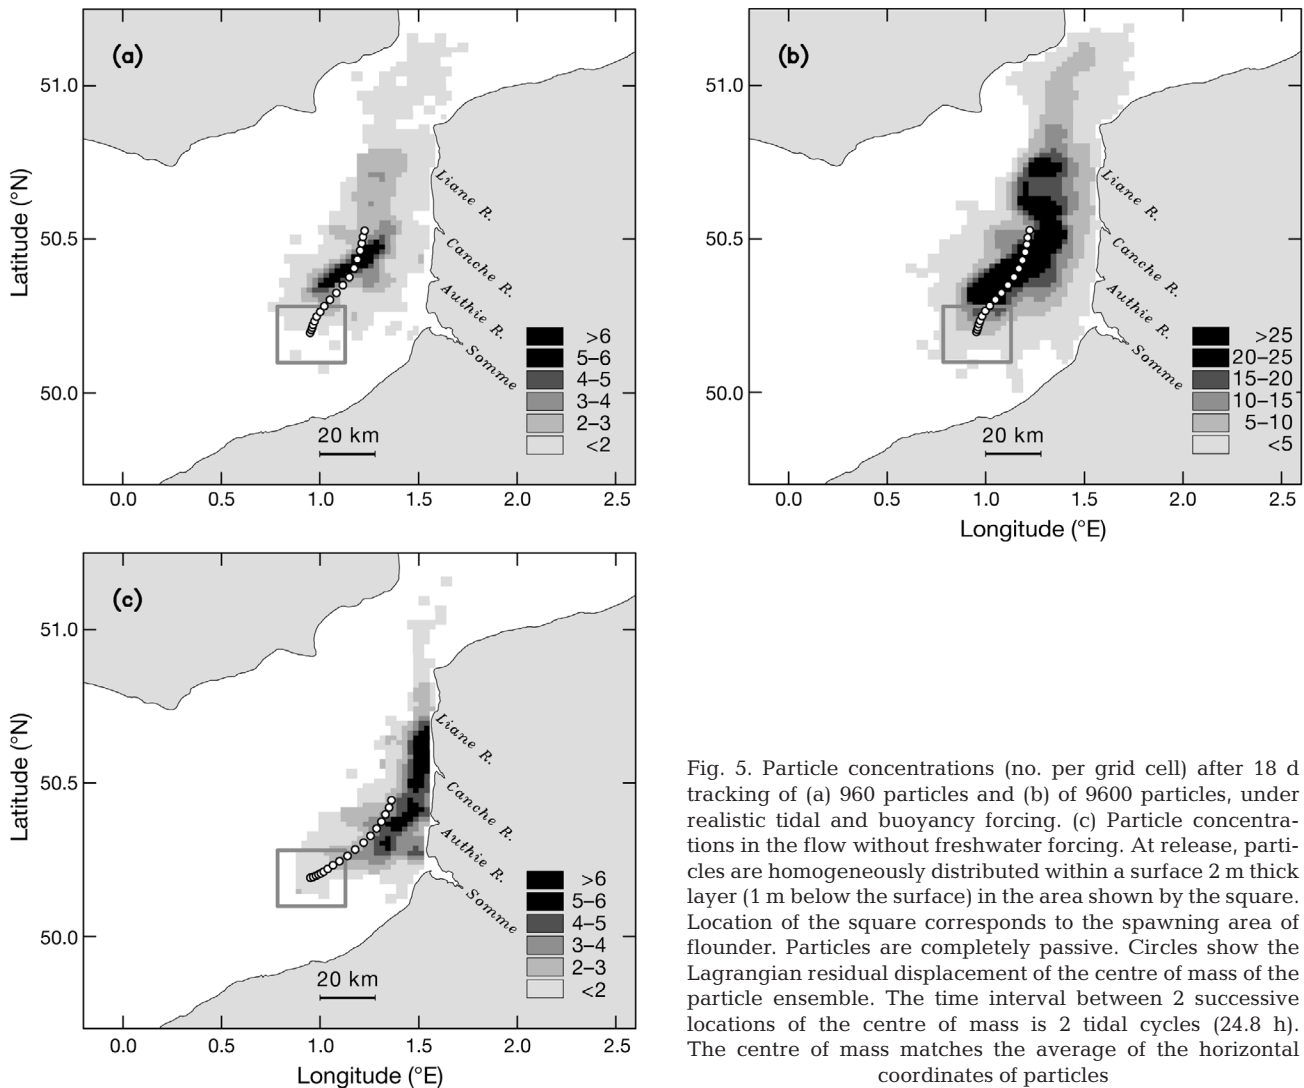 (a)
51.0
50.5
50.0
Latitude (°N)
Liane R.
Canche R.
Authie R.
Somme
>6
5–6
4–5
3–4
2–3
<2
20 km
0.0 0.5 1.0 1.5 2.0 2.5
(b)
51.0
50.5
50.0
Latitude (°N)
Liane R.
Canche R.
Authie R.
Somme
>25
20–25
15–20
10–15
5–10
<5
20 km
0.0 0.5 1.0 1.5 2.0 2.5
Longitude (°E)
(c)
51.0
50.5
50.0
Latitude (°N)
Liane R.
Canche R.
Authie R.
Somme
>6
5–6
4–5
3–4
2–3
<2
20 km
0.0 0.5 1.0 1.5 2.0 2.5
Longitude (°E)
Fig. 5. Particle concentrations (no. per grid cell) after 18 d
tracking of (a) 960 particles and (b) of 9600 particles, under
realistic tidal and buoyancy forcing. (c) Particle concentra-
tions in the flow without freshwater forcing. At release, parti-
cles are homogeneously distributed within a surface 2 m thick
layer (1 m below the surface) in the area shown by the square.
Location of the square corresponds to the spawning area of
flounder. Particles are completely passive. Circles show the
Lagrangian residual displacement of the centre of mass of the
particle ensemble. The time interval between 2 successive
locations of the centre of mass is 2 tidal cycles (24.8 h).
The centre of mass matches the average of the horizontal
coordinates of particles